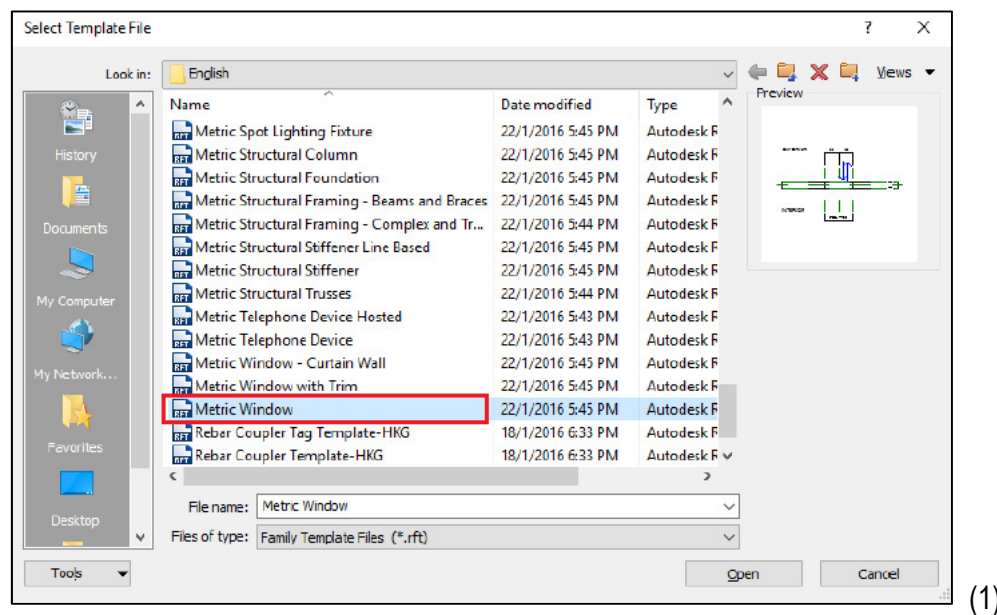 Select Template File ? X
Look in: English Views
Name Date modified Type Preview
Metric Spot Lighting Fixture 22/1/2016 5:45 PM Autodesk R
Metric Structural Column 22/1/2016 5:45 PM Autodesk R
Metric Structural Foundation 22/1/2016 5:45 PM Autodesk R
Metric Structural Framing - Beams and Braces 22/1/2016 5:45 PM Autodesk R
Metric Structural Framing - Complex and Tr... 22/1/2016 5:44 PM Autodesk R
Metric Structural Stiffener Line Based 22/1/2016 5:45 PM Autodesk R
Metric Structural Stiffener 22/1/2016 5:45 PM Autodesk R
Metric Structural Trusses 22/1/2016 5:44 PM Autodesk R
Metric Telephone Device Hosted 22/1/2016 5:43 PM Autodesk R
Metric Telephone Device 22/1/2016 5:43 PM Autodesk R
Metric Window - Curtain Wall 22/1/2016 5:45 PM Autodesk R
Metric Window with Trim 22/1/2016 5:45 PM Autodesk R
Metric Window 22/1/2016 5:45 PM Autodesk R
Rebar Coupler Tag Template-HKG 18/1/2016 6:33 PM Autodesk R
Rebar Coupler Template-HKG 18/1/2016 6:33 PM Autodesk R
History
Documents
My Computer
My Network...
Favorites
Desktop
File name: Metric Window
Files of type: Family Template Files (*.rft)
Tools Open Cancel
(1)